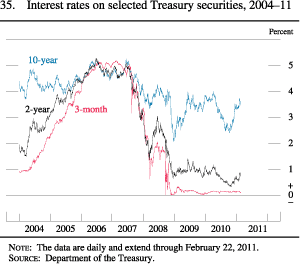 35. Interest rates on selected Treasury securities, 2004–11
Percent
10-year
2-year
3-month
5
4
3
2
1
+
0
–
2004 2005 2006 2007 2008 2009 2010 2011
NOTE: The data are daily and extend through February 22, 2011.
SOURCE: Department of the Treasury.